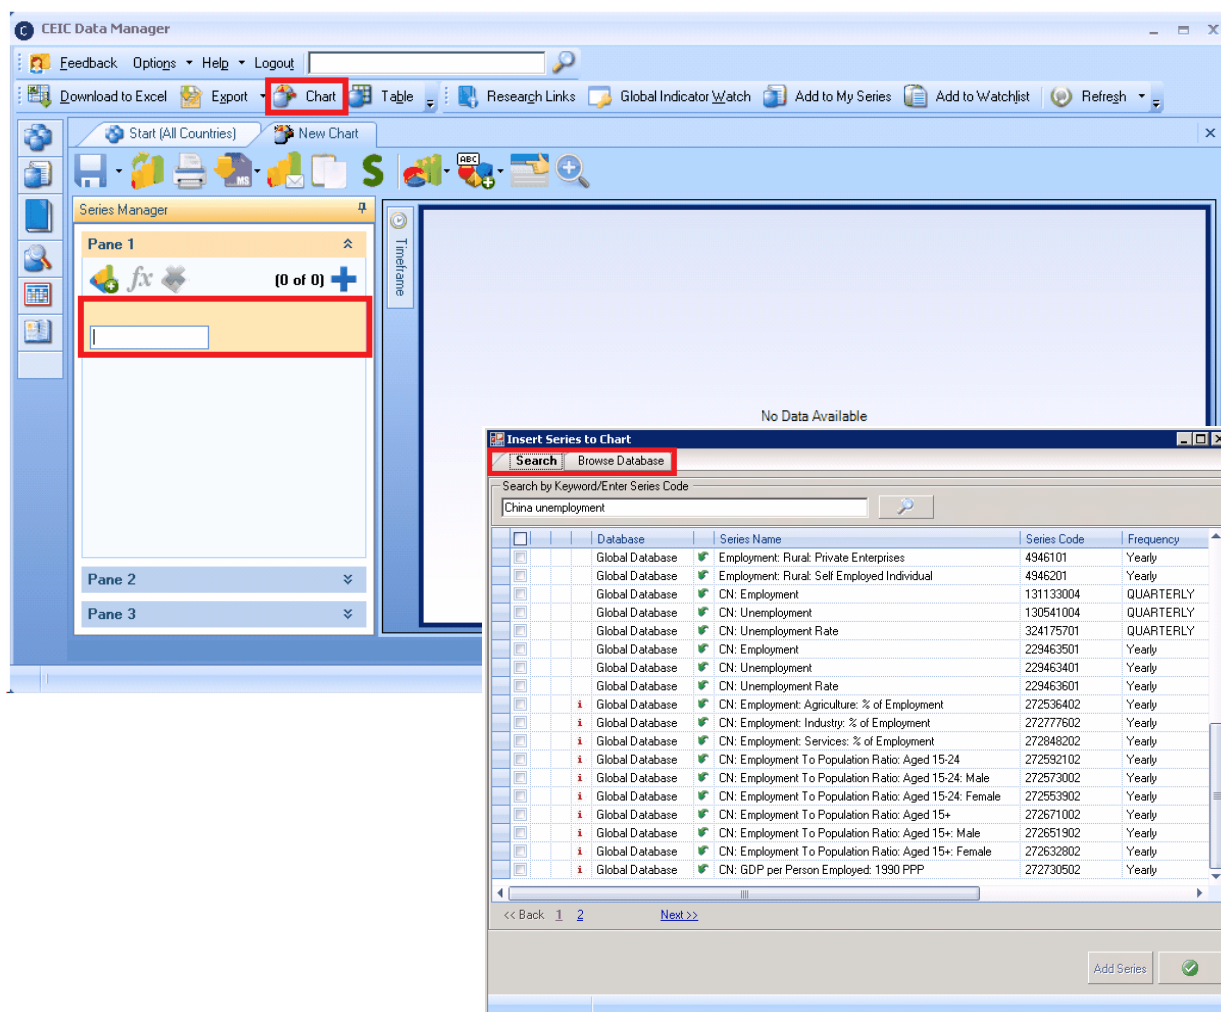 CEIC Data Manager
Feedback Options Help Logout
Download to Excel Export Chart Table Research Links Global Indicator Watch Add to My Series Add to Watchlist Refresh
Start (All Countries) New Chart
MS S ABC
Series Manager
Pane 1
Timeframe
fx (0 of 0)
No Data Available
Pane 2
Pane 3
Insert Series to Chart
Search Browse Database
Search by Keyword/Enter Series Code
China unemployment
Database Series Name Series Code Frequency
Global Database Employment: Rural: Private Enterprises 4946101 Yearly
Global Database Employment: Rural: Self Employed Individual 4946201 Yearly
Global Database CN: Employment 131133004 QUARTERLY
Global Database CN: Unemployment 130541004 QUARTERLY
Global Database CN: Unemployment Rate 324175701 QUARTERLY
Global Database CN: Employment 229463501 Yearly
Global Database CN: Unemployment 229463401 Yearly
Global Database CN: Unemployment Rate 229463601 Yearly
i Global Database CN: Employment: Agriculture: % of Employment 272536402 Yearly
i Global Database CN: Employment: Industry: % of Employment 272777602 Yearly
i Global Database CN: Employment: Services: % of Employment 272848202 Yearly
i Global Database CN: Employment To Population Ratio: Aged 15-24 272592102 Yearly
i Global Database CN: Employment To Population Ratio: Aged 15-24: Male 272573002 Yearly
i Global Database CN: Employment To Population Ratio: Aged 15-24: Female 272553902 Yearly
i Global Database CN: Employment To Population Ratio: Aged 15+ 272671002 Yearly
i Global Database CN: Employment To Population Ratio: Aged 15+: Male 272651902 Yearly
i Global Database CN: Employment To Population Ratio: Aged 15+: Female 272632802 Yearly
i Global Database CN: GDP per Person Employed: 1990 PPP 272730502 Yearly
<< Back 1 2 Next >>
Add Series